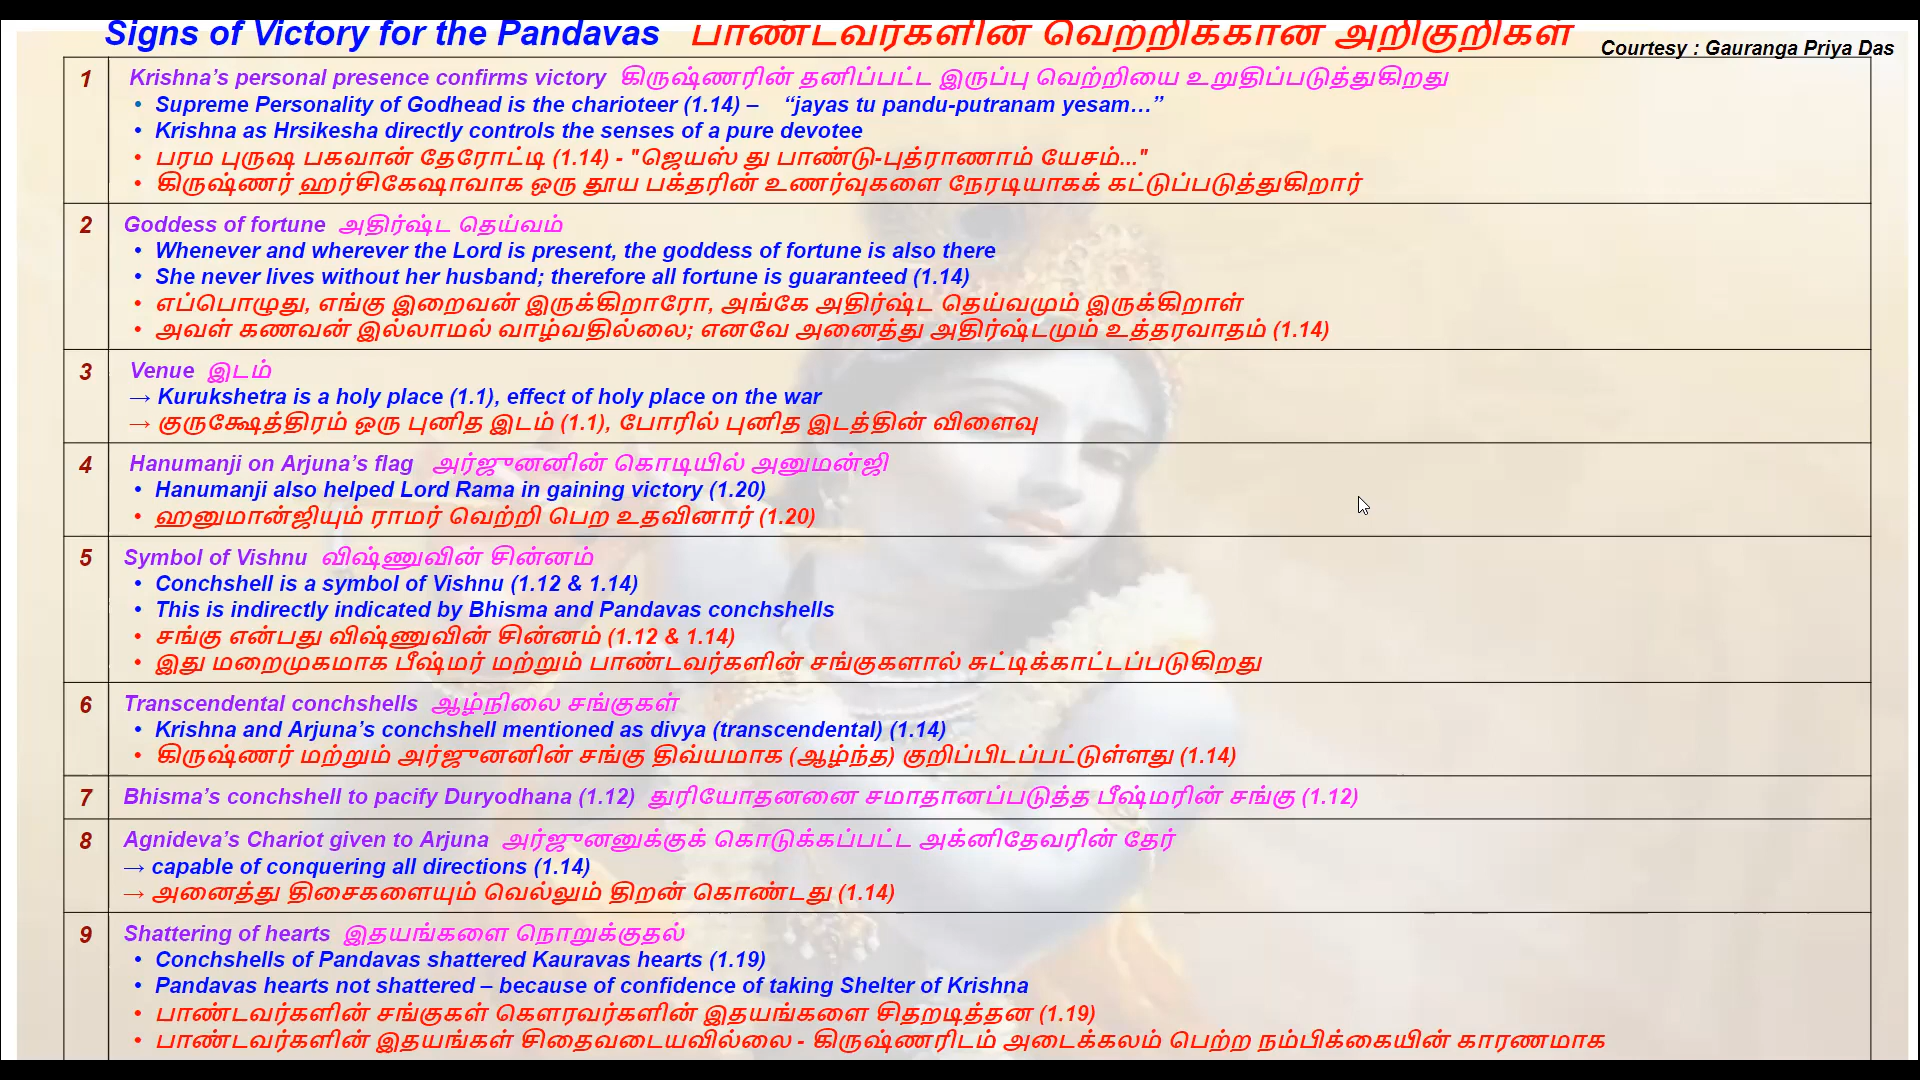 Signs of Victory for the Pandavas பாண்டவர்களின் வெற்றிக்கான அறிகுறிகள்
Courtesy : Gauranga Priya Das
1 Krishna’s personal presence confirms victory கிருஷ்ணரின் தனிப்பட்ட இருப்பு வெற்றியை உறுதிப்படுத்துகிறது
• Supreme Personality of Godhead is the charioteer (1.14) – “jayas tu pandu-putranam yesam…”
• Krishna as Hrsikesha directly controls the senses of a pure devotee
• பரம புருஷ பகவான் தேரோட்டி (1.14) - "ஜெயஸ் து பாண்டு-புத்ராணாம் யேசம்..."
• கிருஷ்ணர் ஹர்சிகேஷாவாக ஒரு தூய பக்தரின் உணர்வுகளை நேரடியாகக் கட்டுப்படுத்துகிறார்
2 Goddess of fortune அதிர்ஷ்ட தெய்வம்
• Whenever and wherever the Lord is present, the goddess of fortune is also there
• She never lives without her husband; therefore all fortune is guaranteed (1.14)
• எப்பொழுது, எங்கு இறைவன் இருக்கிறாரோ, அங்கே அதிர்ஷ்ட தெய்வமும் இருக்கிறாள்
• அவள் கணவன் இல்லாமல் வாழ்வதில்லை; எனவே அனைத்து அதிர்ஷ்டமும் உத்தரவாதம் (1.14)
3 Venue இடம்
→ Kurukshetra is a holy place (1.1), effect of holy place on the war
→ குருக்ஷேத்திரம் ஒரு புனித இடம் (1.1), போரில் புனித இடத்தின் விளைவு
4 Hanumanji on Arjuna’s flag அர்ஜுனனின் கொடியில் அனுமன்ஜி
• Hanumanji also helped Lord Rama in gaining victory (1.20)
• ஹனுமான்ஜியும் ராமர் வெற்றி பெற உதவினார் (1.20)
5 Symbol of Vishnu விஷ்ணுவின் சின்னம்
• Conchshell is a symbol of Vishnu (1.12 & 1.14)
• This is indirectly indicated by Bhisma and Pandavas conchshells
• சங்கு என்பது விஷ்ணுவின் சின்னம் (1.12 & 1.14)
• இது மறைமுகமாக பீஷ்மர் மற்றும் பாண்டவர்களின் சங்குகளால் சுட்டிக்காட்டப்படுகிறது
6 Transcendental conchshells ஆழ்நிலை சங்குகள்
• Krishna and Arjuna’s conchshell mentioned as divya (transcendental) (1.14)
• கிருஷ்ணர் மற்றும் அர்ஜுனனின் சங்கு திவ்யமாக (ஆழ்ந்த) குறிப்பிடப்பட்டுள்ளது (1.14)
7 Bhisma’s conchshell to pacify Duryodhana (1.12) துரியோதனனை சமாதானப்படுத்த பீஷ்மரின் சங்கு (1.12)
8 Agnideva’s Chariot given to Arjuna அர்ஜுனனுக்குக் கொடுக்கப்பட்ட அக்னிதேவரின் தேர்
→ capable of conquering all directions (1.14)
→ அனைத்து திசைகளையும் வெல்லும் திறன் கொண்டது (1.14)
9 Shattering of hearts இதயங்களை நொறுக்குதல்
• Conchshells of Pandavas shattered Kauravas hearts (1.19)
• Pandavas hearts not shattered – because of confidence of taking Shelter of Krishna
• பாண்டவர்களின் சங்குகள் கௌரவர்களின் இதயங்களை சிதறடித்தன (1.19)
• பாண்டவர்களின் இதயங்கள் சிதைவடையவில்லை - கிருஷ்ணரிடம் அடைக்கலம் பெற்ற நம்பிக்கையின் காரணமாக